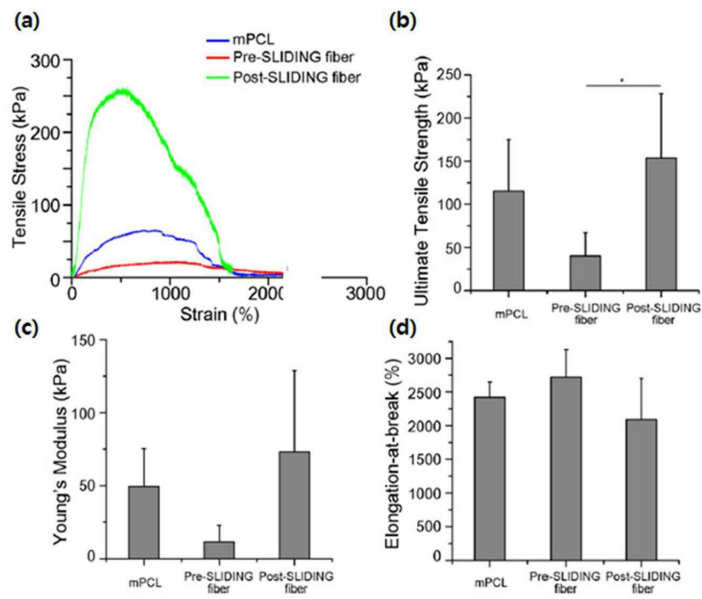 (a)
mPCL
Pre-SLIDING fiber
Post-SLIDING fiber
Tensile Stress (kPa)
300
250
200
150
100
50
0
0
1000
2000
3000
Strain (%)
(b)
Ultimate Tensile Strength (kPa)
250
200
150
100
50
0
*
mPCL
Pre-SLIDING
fiber
Post-SLIDING
fiber
(c)
Young's Modulus (kPa)
150
100
50
0
mPCL
Pre-SLIDING
fiber
Post-SLIDING
fiber
(d)
Elongation-at-break (%)
3000
2500
2000
1500
1000
500
0
mPCL
Pre-SLIDING
fiber
Post-SLIDING
fiber